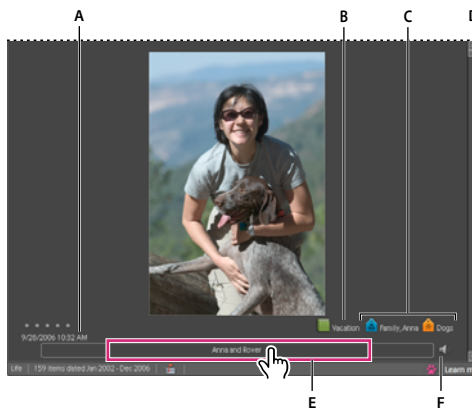 A B C D
Vacation Family, Anna Dogs
9/28/2006 10:32 AM
Anna and Rover
Life 159 items dated Jan 2002 - Dec 2006 Learn m
E F